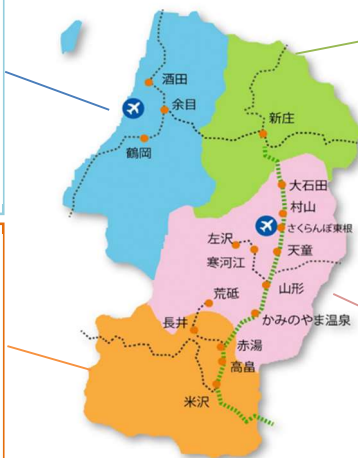 酒田
余目
鶴岡
新庄
大石田
村山
さくらんぼ東根
左沢
天童
寒河江
山形
荒砥
かみのやま温泉
長井
赤湯
高畠
米沢